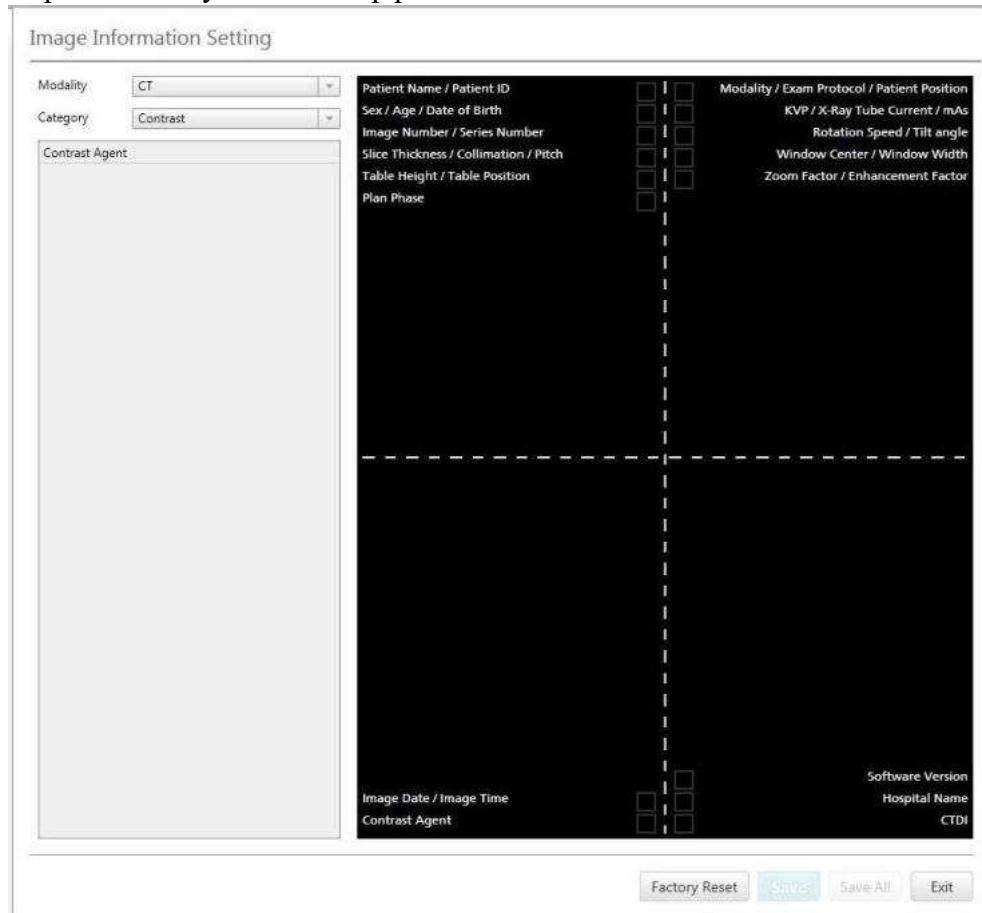 Image Information Setting
Modality CT
Category Contrast
Contrast Agent
Patient Name / Patient ID
Sex / Age / Date of Birth
Image Number / Series Number
Slice Thickness / Collimation / Pitch
Table Height / Table Position
Plan Phase
Modality / Exam Protocol / Patient Position
KVP / X-Ray Tube Current / mAs
Rotation Speed / Tilt angle
Window Center / Window Width
Zoom Factor / Enhancement Factor
Image Date / Image Time
Contrast Agent
Software Version
Hospital Name
CTDI
Factory Reset Save Save All Exit